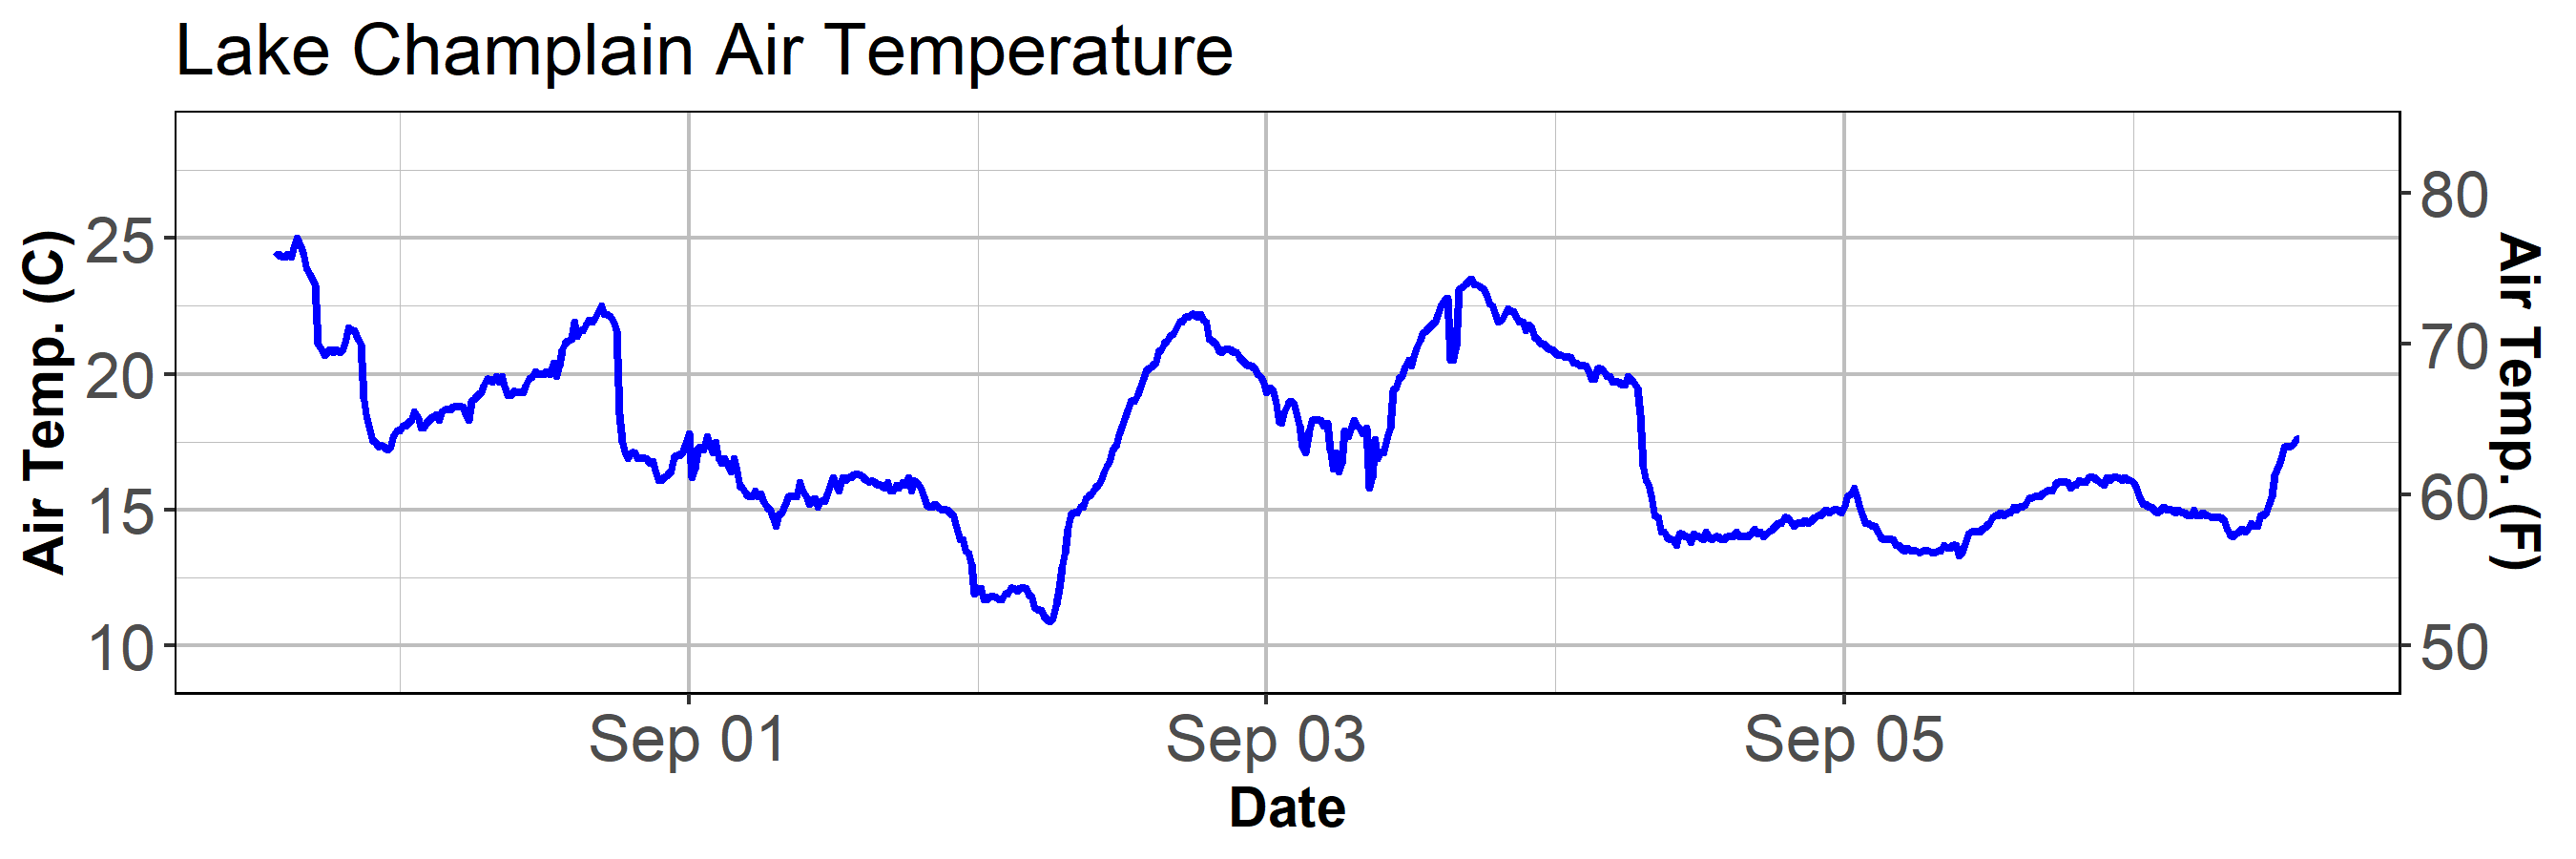 Lake Champlain Air Temperature
Air Temp. (C)
25
20
15
10
80
70
60
50
Air Temp. (F)
Sep 01
Sep 03
Sep 05
Date